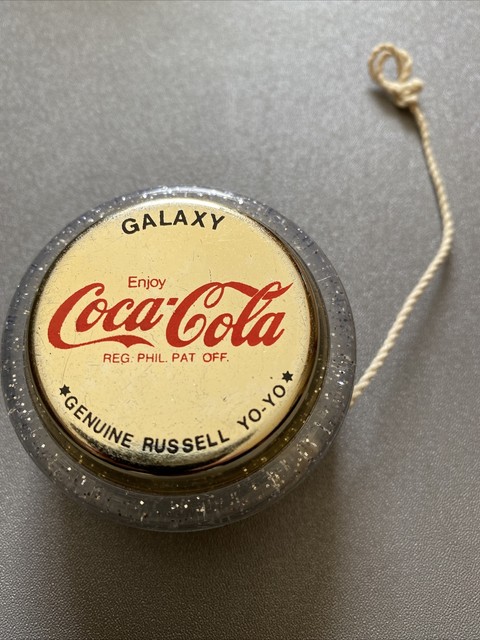 GALAXY
Enjoy
Coca-Cola
REG. PHIL. PAT OFF.
★GENUINE RUSSELL YO-YO★